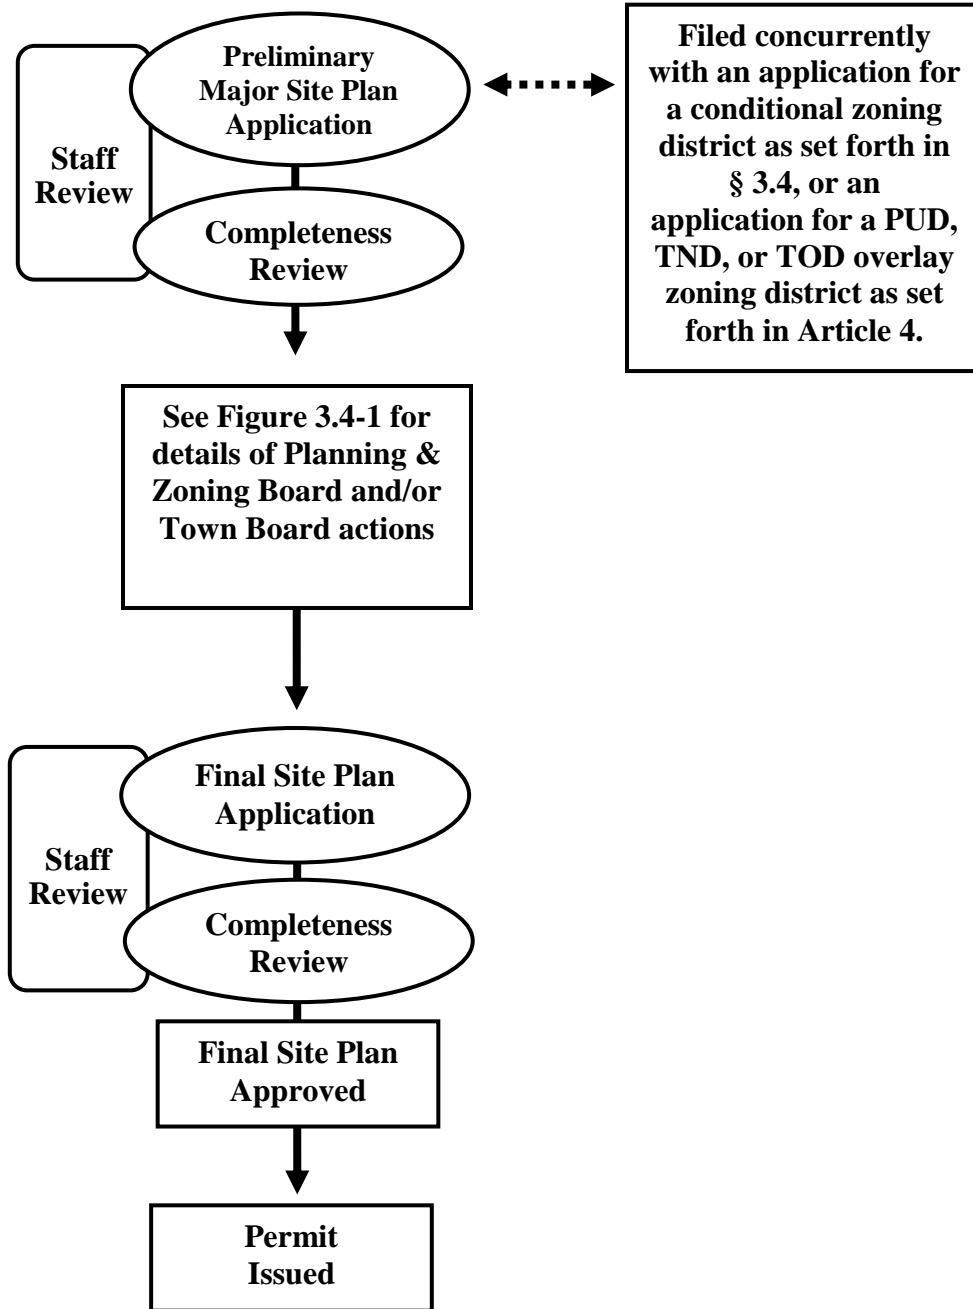 Preliminary
Major Site Plan
Application
Staff
Review
Completeness
Review
Filed concurrently
with an application for
a conditional zoning
district as set forth in
§ 3.4, or an
application for a PUD,
TND, or TOD overlay
zoning district as set
forth in Article 4.
See Figure 3.4-1 for
details of Planning &
Zoning Board and/or
Town Board actions
Final Site Plan
Application
Staff
Review
Completeness
Review
Final Site Plan
Approved
Permit
Issued